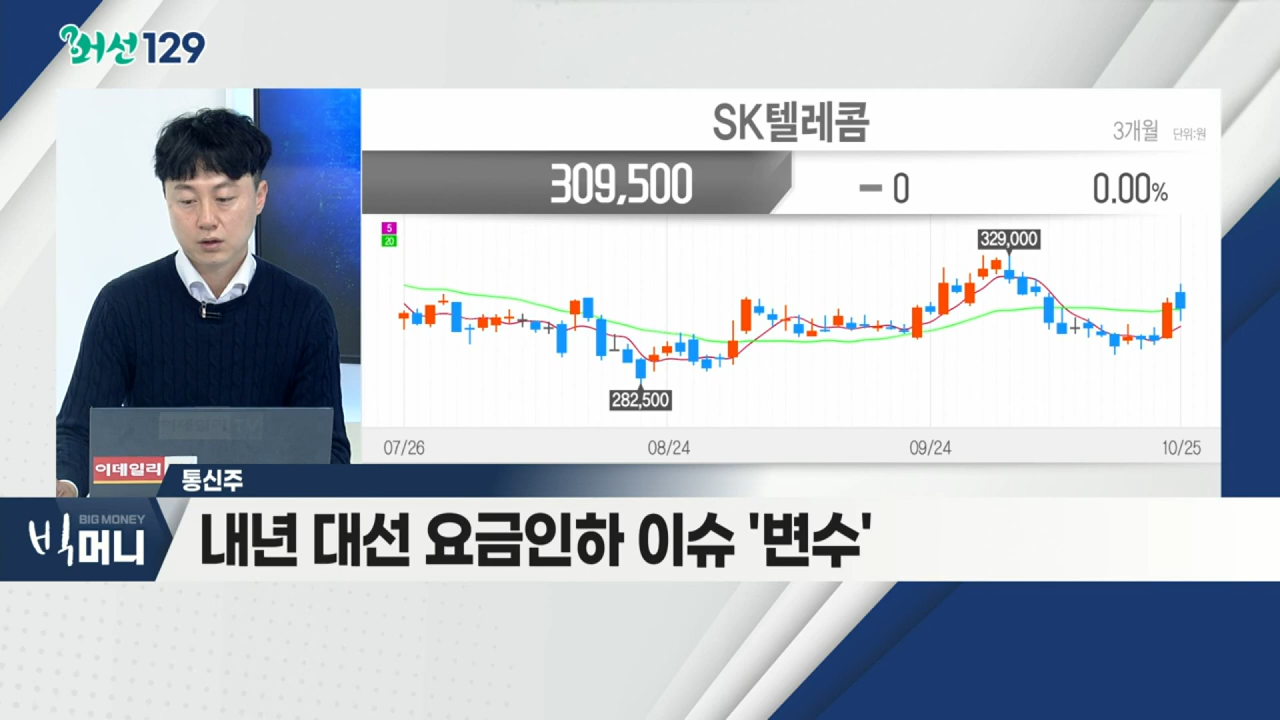 머선129
SK텔레콤
3개월 단위:원
309,500 0 0.00%
5
20
329,000
282,500
07/26 08/24 09/24 10/25
이데일리
통신주
BIG MONEY
빅머니
내년 대선 요금인하 이슈 '변수'